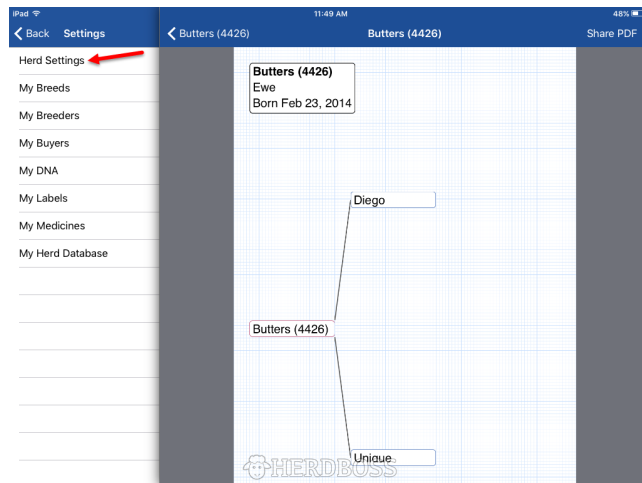 iPad 11:49 AM 48%
Back Settings
Butters (4426) Butters (4426) Share PDF
Herd Settings
My Breeds
My Breeders
My Buyers
My DNA
My Labels
My Medicines
My Herd Database
Butters (4426)
Ewe
Born Feb 23, 2014
Diego
Butters (4426)
Unique
HERDBOSS